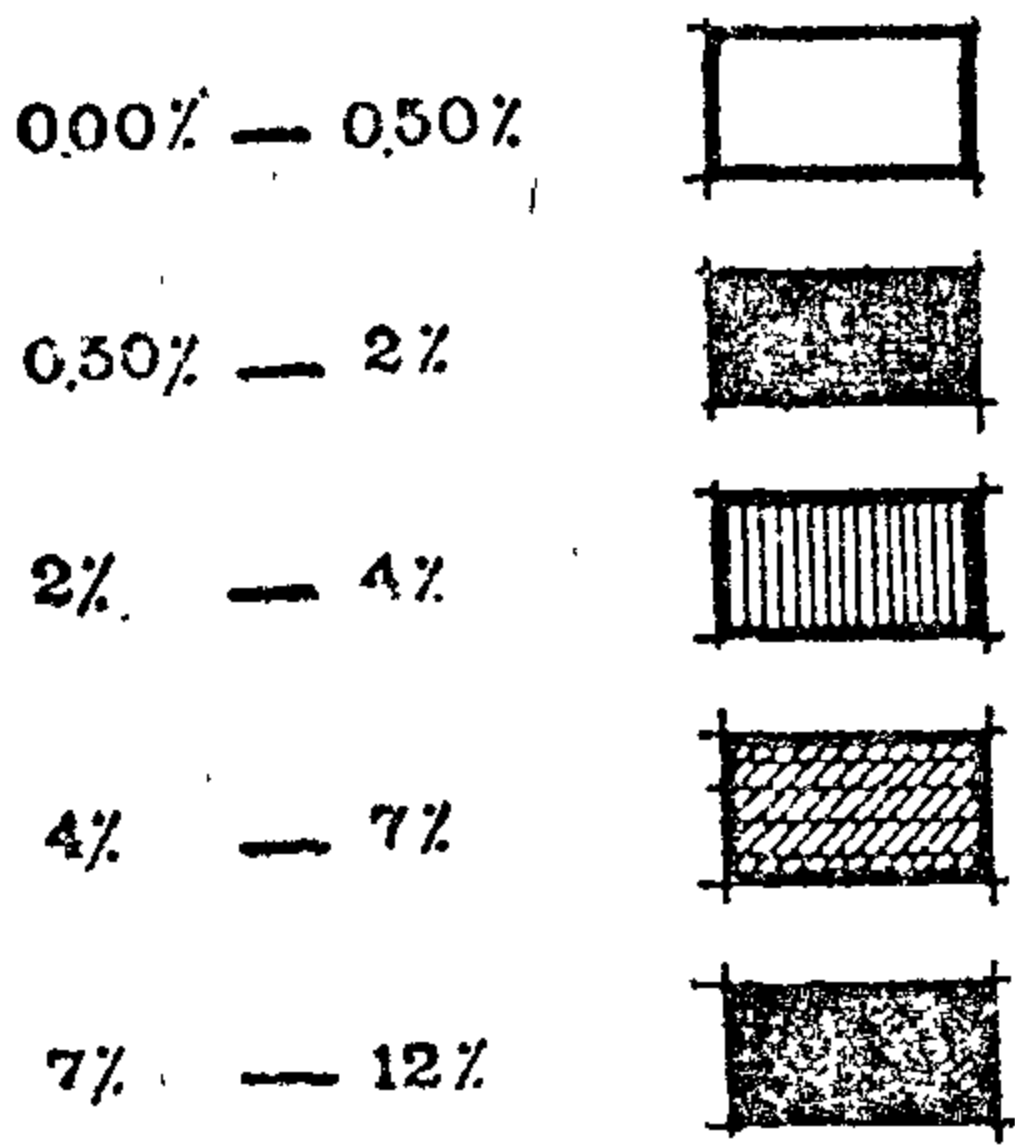 0,00% — 0,50%
0,50% — 2%
2% — 4%
4% — 7%
7% — 12%